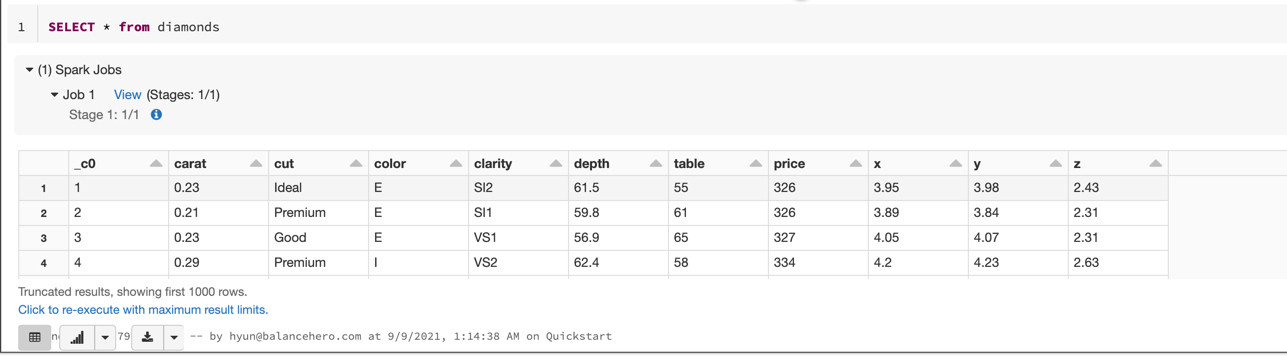 1 SELECT * from diamonds
(1) Spark Jobs
Job 1 View (Stages: 1/1)
Stage 1: 1/1
_c0 carat cut color clarity depth table price x y z
1 1 0.23 Ideal E SI2 61.5 55 326 3.95 3.98 2.43
2 2 0.21 Premium E SI1 59.8 61 326 3.89 3.84 2.31
3 3 0.23 Good E VS1 56.9 65 327 4.05 4.07 2.31
4 4 0.29 Premium I VS2 62.4 58 334 4.2 4.23 2.63
Truncated results, showing first 1000 rows.
Click to re-execute with maximum result limits.
79 -- by hyun@balancehero.com at 9/9/2021, 1:14:38 AM on Quickstart